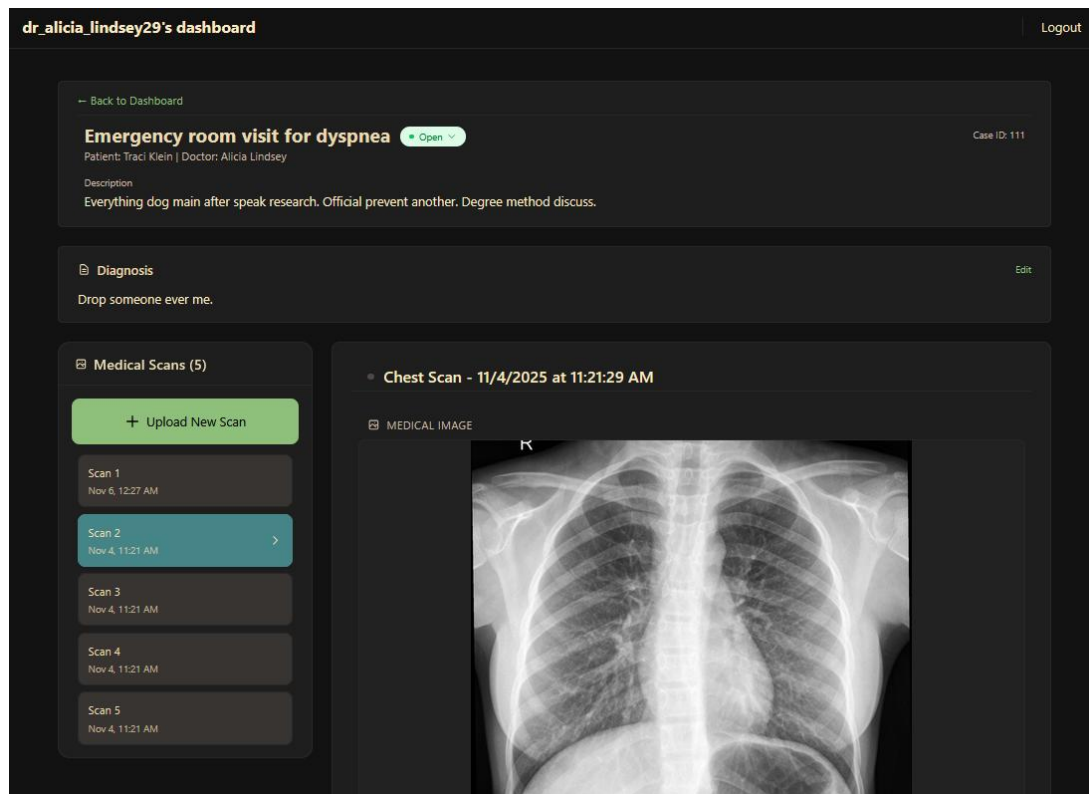 dr_alicia_lindsey29's dashboard
Logout
← Back to Dashboard
Emergency room visit for dyspnea
Open
Case ID: 111
Patient: Traci Klein | Doctor: Alicia Lindsey
Description
Everything dog main after speak research. Official prevent another. Degree method discuss.
Diagnosis
Edit
Drop someone ever me.
Medical Scans (5)
+ Upload New Scan
Scan 1
Nov 6, 12:27 AM
Scan 2
Nov 4, 11:21 AM
Scan 3
Nov 4, 11:21 AM
Scan 4
Nov 4, 11:21 AM
Scan 5
Nov 4, 11:21 AM
Chest Scan - 11/4/2025 at 11:21:29 AM
MEDICAL IMAGE
R